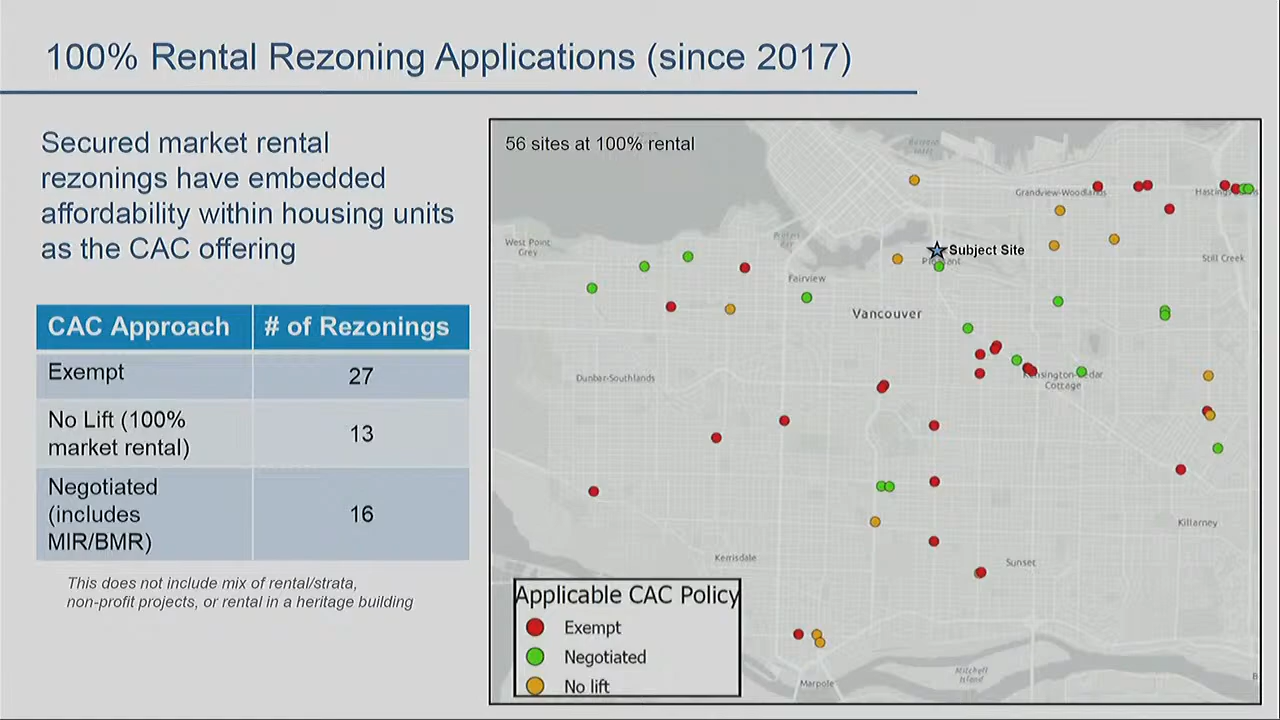 100% Rental Rezoning Applications (since 2017)
Secured market rental
rezonings have embedded
affordability within housing units
as the CAC offering
CAC Approach # of Rezonings
Exempt 27
No Lift (100%
market rental) 13
Negotiated
(includes 16
MIR/BMR)
This does not include mix of rental/strata,
non-profit projects, or rental in a heritage building
56 sites at 100% rental
Grandview-Woodlands
West Point
Grey
Subject Site
Still Creek
Fairview
Vancouver
Dunbar-Southlands
Cottage
Killarney
Kerrisdale
Sunset
Mitchell
Island
Marpole
Applicable CAC Policy
Exempt
Negotiated
No lift